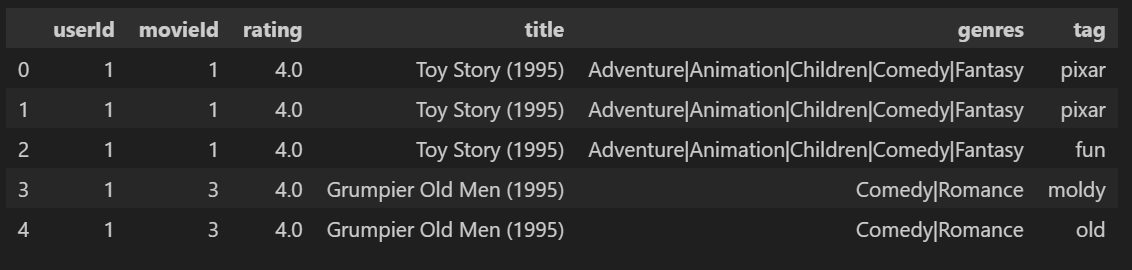 userId movieId rating title genres tag
0 1 1 4.0 Toy Story (1995) Adventure|Animation|Children|Comedy|Fantasy pixar
1 1 1 4.0 Toy Story (1995) Adventure|Animation|Children|Comedy|Fantasy pixar
2 1 1 4.0 Toy Story (1995) Adventure|Animation|Children|Comedy|Fantasy fun
3 1 3 4.0 Grumpier Old Men (1995) Comedy|Romance moldy
4 1 3 4.0 Grumpier Old Men (1995) Comedy|Romance old